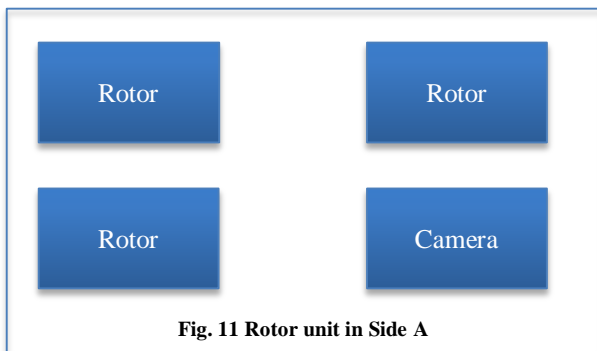 Rotor Rotor
Rotor Camera
Fig. 11 Rotor unit in Side A